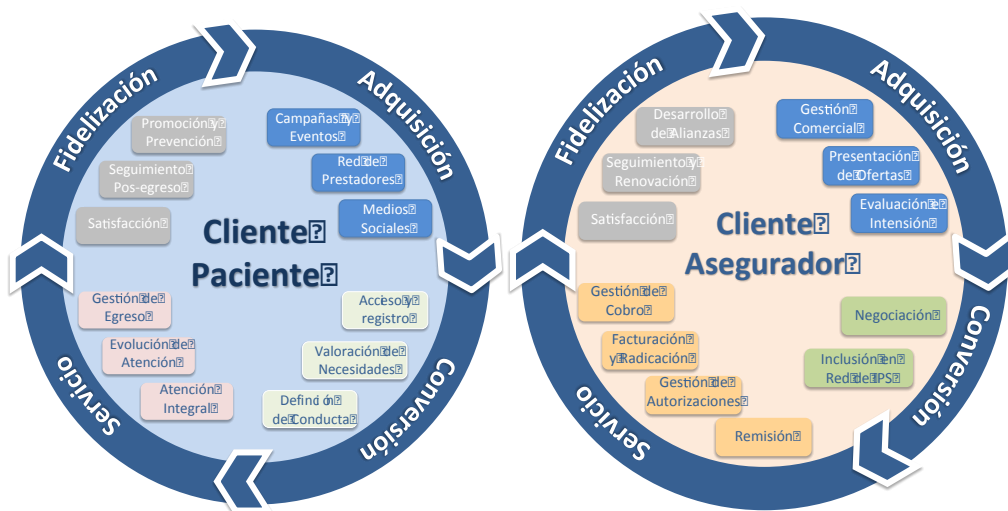 Fidelización
Adquisición
Promoción y
Prevención
Seguimiento
Pos-egreso
Satisfacción
Campañas y
Eventos
Red de
Prestadores
Medios
Sociales
Cliente
Paciente
Gestión de
Egreso
Evolución de
Atención
Atención
Integral
Acceso y
registro
Valoración de
Necesidades
Definición
de Conducta
Servicio
Conversión
Fidelización
Adquisición
Desarrollo
de Alianzas
Seguimiento y
Renovación
Satisfacción
Gestión
Comercial
Presentación
de Ofertas
Evaluación e
Intensión
Cliente
Asegurador
Gestión de
Cobro
Facturación
y Radicación
Gestión de
Autorizaciones
Remisión
Negociación
Inclusión en
Red de IPS
Servicio
Conversión